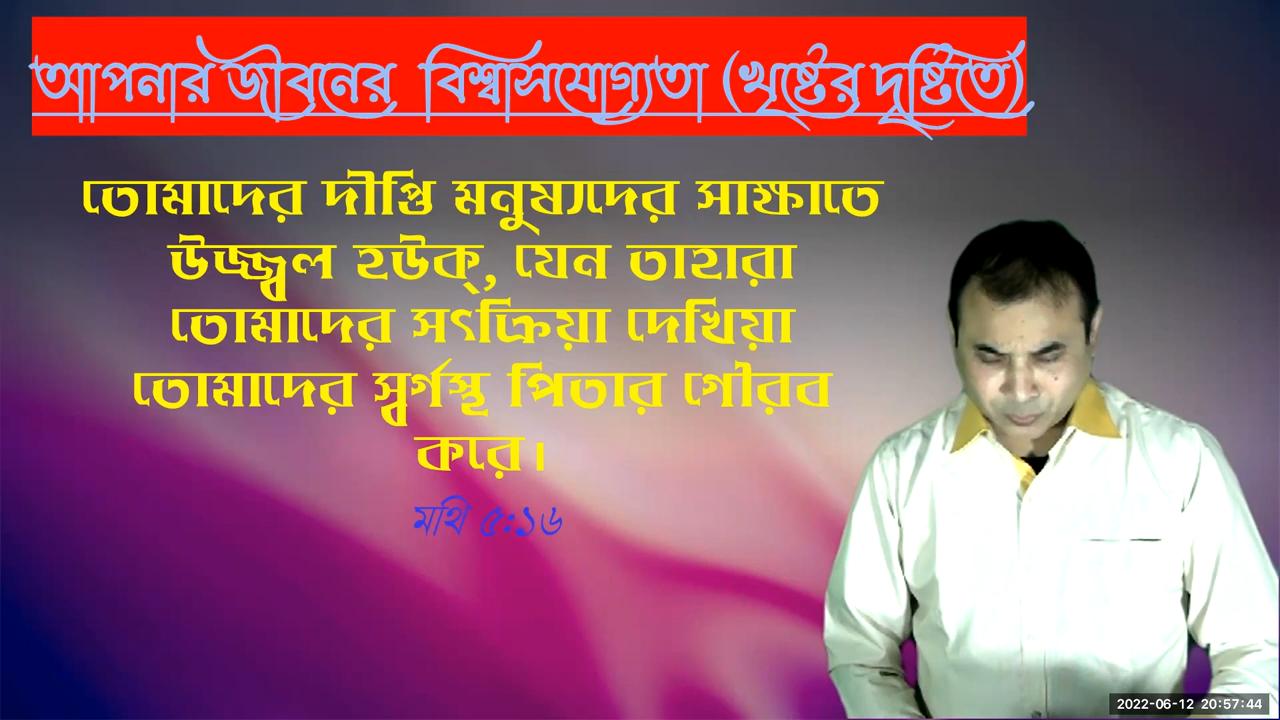 আপনার জীবনের বিশ্বাসযোগ্যতা (খৃষ্টের দৃষ্টিতে)
তোমাদের দীপ্তি মনুষ্যদের সাক্ষাতে
উজ্জ্বল হউক্, যেন তাহারা
তোমাদের সৎক্রিয়া দেখিয়া
তোমাদের স্বর্গস্থ পিতার গৌরব
করে।
মথি ৫:১৬
2022-06-12 20:57:44